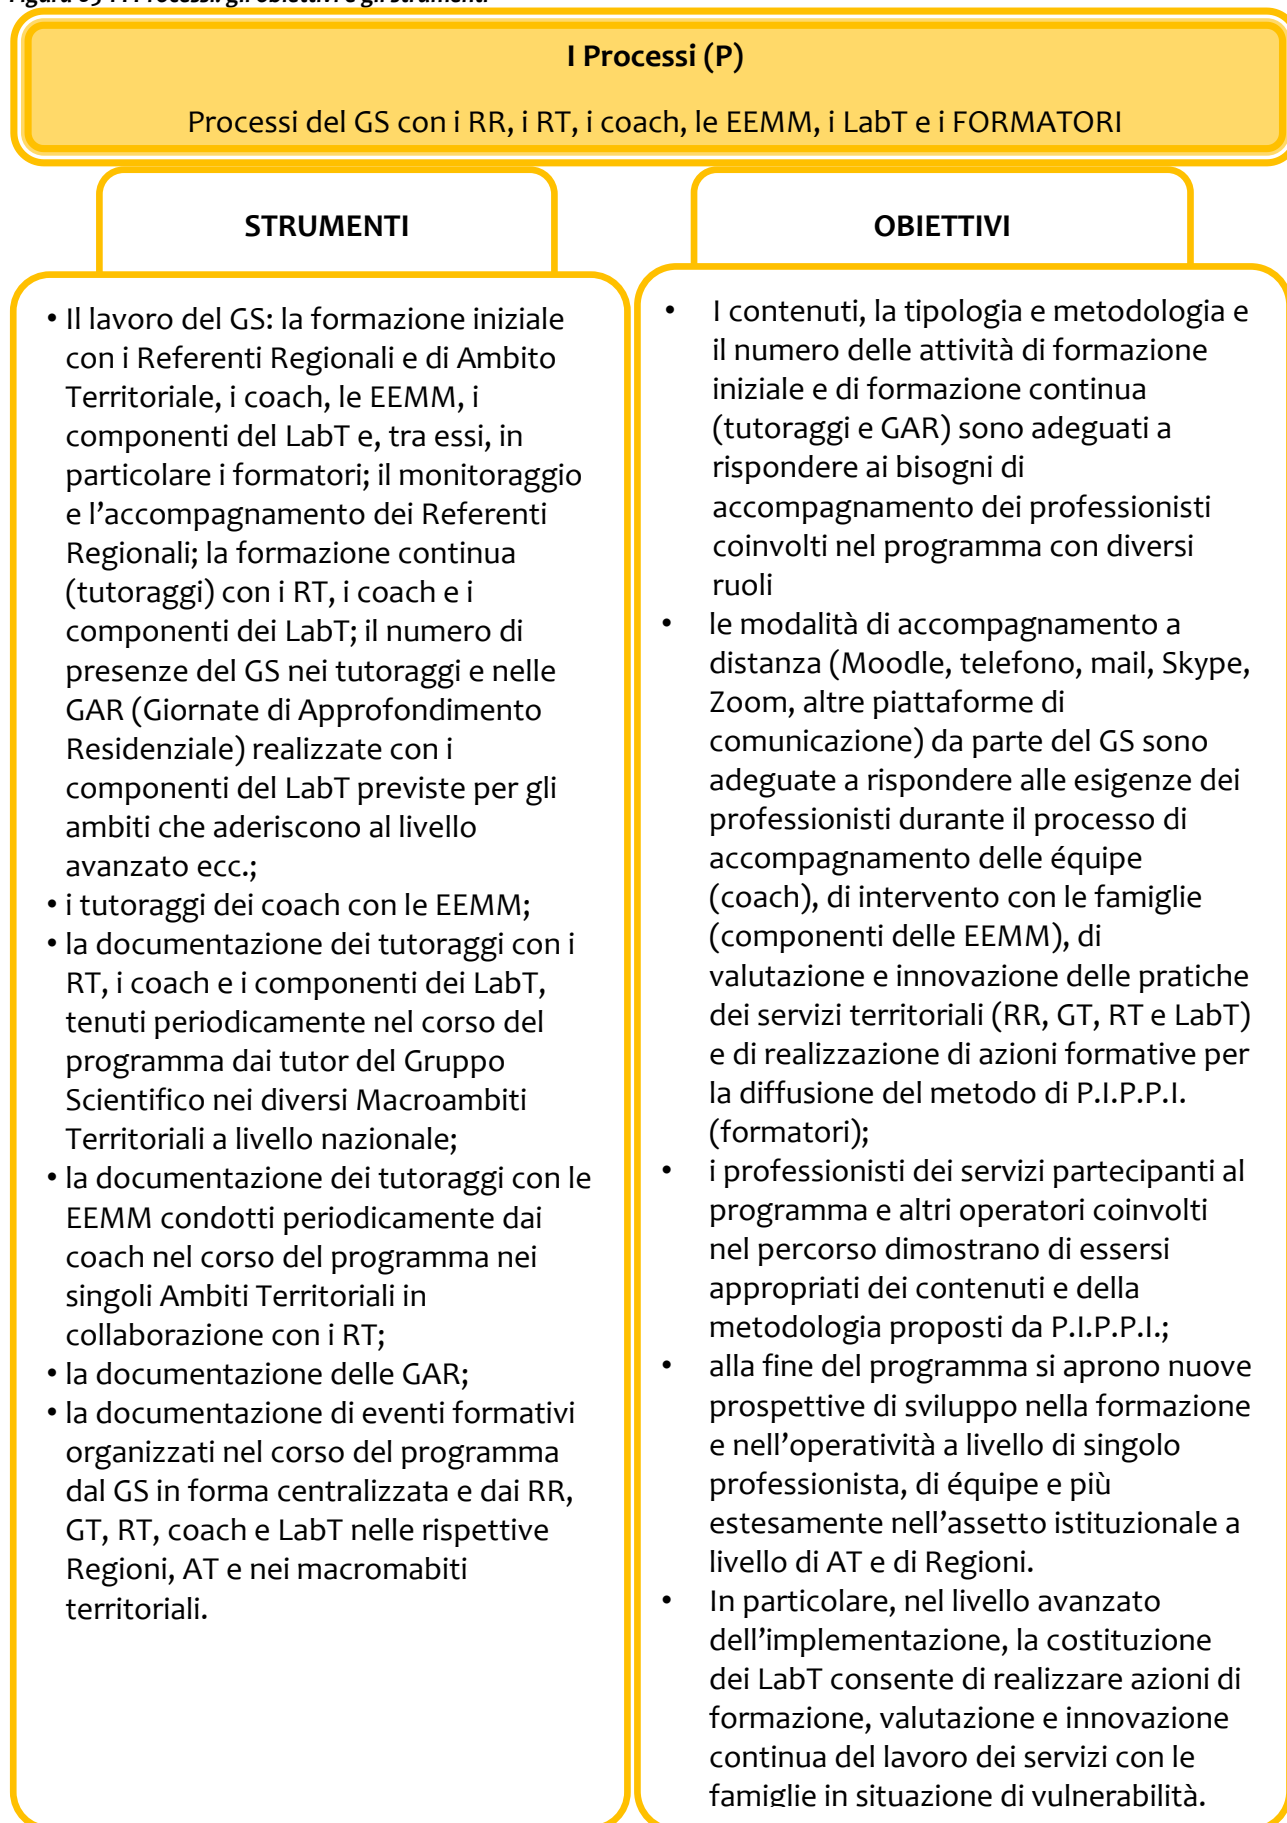 Figura 05 I Processi: gli obiettivi e gli strumenti
I Processi (P)
Processi del GS con i RR, i RT, i coach, le EEMM, i LabT e i FORMATORI
STRUMENTI
• Il lavoro del GS: la formazione iniziale
con i Referenti Regionali e di Ambito
Territoriale, i coach, le EEMM, i
componenti del LabT e, tra essi, in
particolare i formatori; il monitoraggio
e l’accompagnamento dei Referenti
Regionali; la formazione continua
(tutoraggi) con i RT, i coach e i
componenti dei LabT; il numero di
presenze del GS nei tutoraggi e nelle
GAR (Giornate di Approfondimento
Residenziale) realizzate con i
componenti del LabT previste per gli
ambiti che aderiscono al livello
avanzato ecc.;
• i tutoraggi dei coach con le EEMM;
• la documentazione dei tutoraggi con i
RT, i coach e i componenti dei LabT,
tenuti periodicamente nel corso del
programma dai tutor del Gruppo
Scientifico nei diversi Macroambiti
Territoriali a livello nazionale;
• la documentazione dei tutoraggi con le
EEMM condotti periodicamente dai
coach nel corso del programma nei
singoli Ambiti Territoriali in
collaborazione con i RT;
• la documentazione delle GAR;
• la documentazione di eventi formativi
organizzati nel corso del programma
dal GS in forma centralizzata e dai RR,
GT, RT, coach e LabT nelle rispettive
Regioni, AT e nei macromabiti
territoriali.
OBIETTIVI
• I contenuti, la tipologia e metodologia e
il numero delle attività di formazione
iniziale e di formazione continua
(tutoraggi e GAR) sono adeguati a
rispondere ai bisogni di
accompagnamento dei professionisti
coinvolti nel programma con diversi
ruoli
• le modalità di accompagnamento a
distanza (Moodle, telefono, mail, Skype,
Zoom, altre piattaforme di
comunicazione) da parte del GS sono
adeguate a rispondere alle esigenze dei
professionisti durante il processo di
accompagnamento delle équipe
(coach), di intervento con le famiglie
(componenti delle EEMM), di
valutazione e innovazione delle pratiche
dei servizi territoriali (RR, GT, RT e LabT)
e di realizzazione di azioni formative per
la diffusione del metodo di P.I.P.P.I.
(formatori);
• i professionisti dei servizi partecipanti al
programma e altri operatori coinvolti
nel percorso dimostrano di essersi
appropriati dei contenuti e della
metodologia proposti da P.I.P.P.I.;
• alla fine del programma si aprono nuove
prospettive di sviluppo nella formazione
e nell’operatività a livello di singolo
professionista, di équipe e più
estesamente nell’assetto istituzionale a
livello di AT e di Regioni.
• In particolare, nel livello avanzato
dell’implementazione, la costituzione
dei LabT consente di realizzare azioni di
formazione, valutazione e innovazione
continua del lavoro dei servizi con le
famiglie in situazione di vulnerabilità.